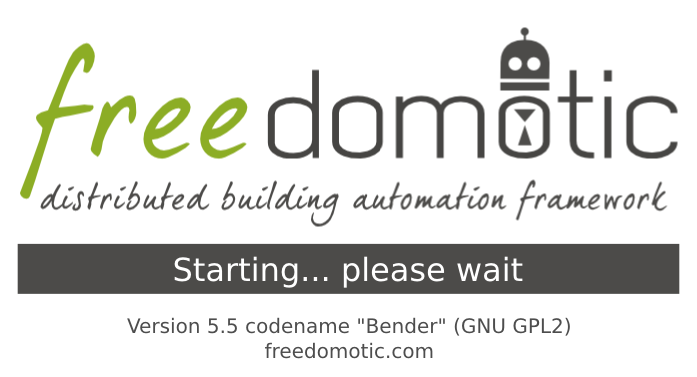 freedomotic
distributed building automation framework
Starting... please wait
Version 5.5 codename "Bender" (GNU GPL2)
freedomotic.com